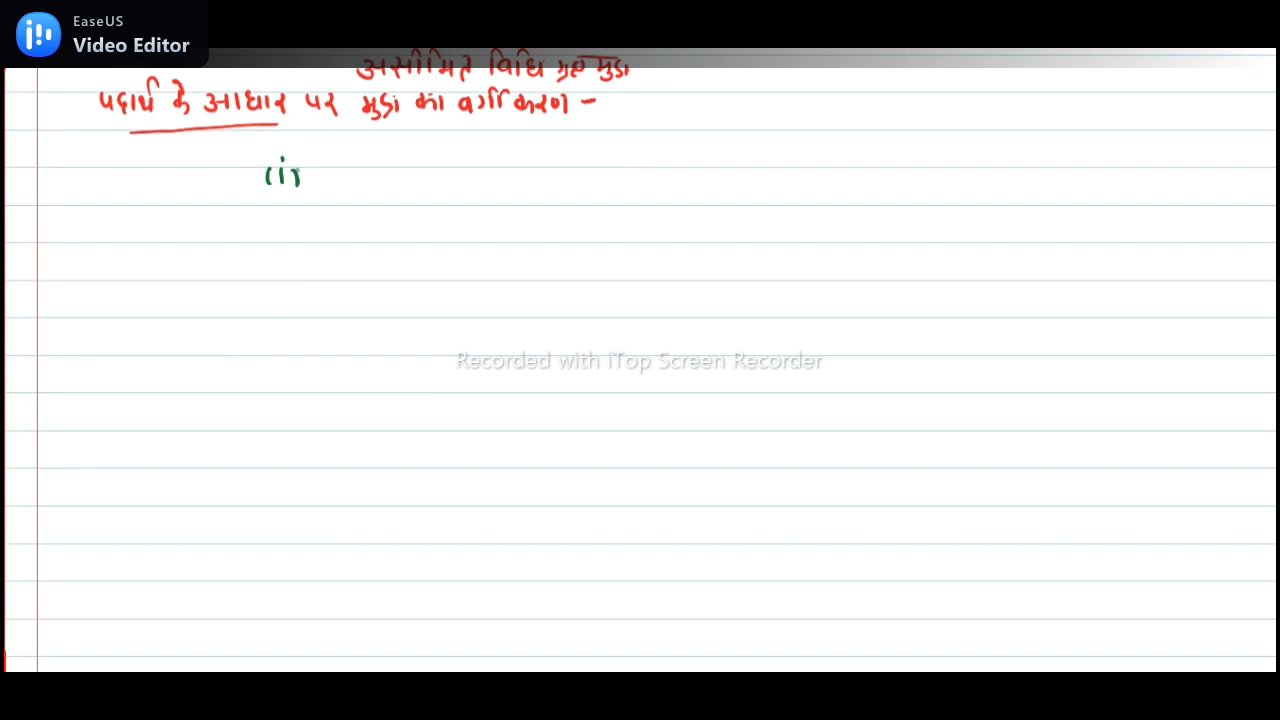 EaseUS
Video Editor
असीमित विधि ग्राह्य मुद्रा
पदार्थ के आधार पर मुद्रा का वर्गीकरण –
(i)
Recorded with iTop Screen Recorder